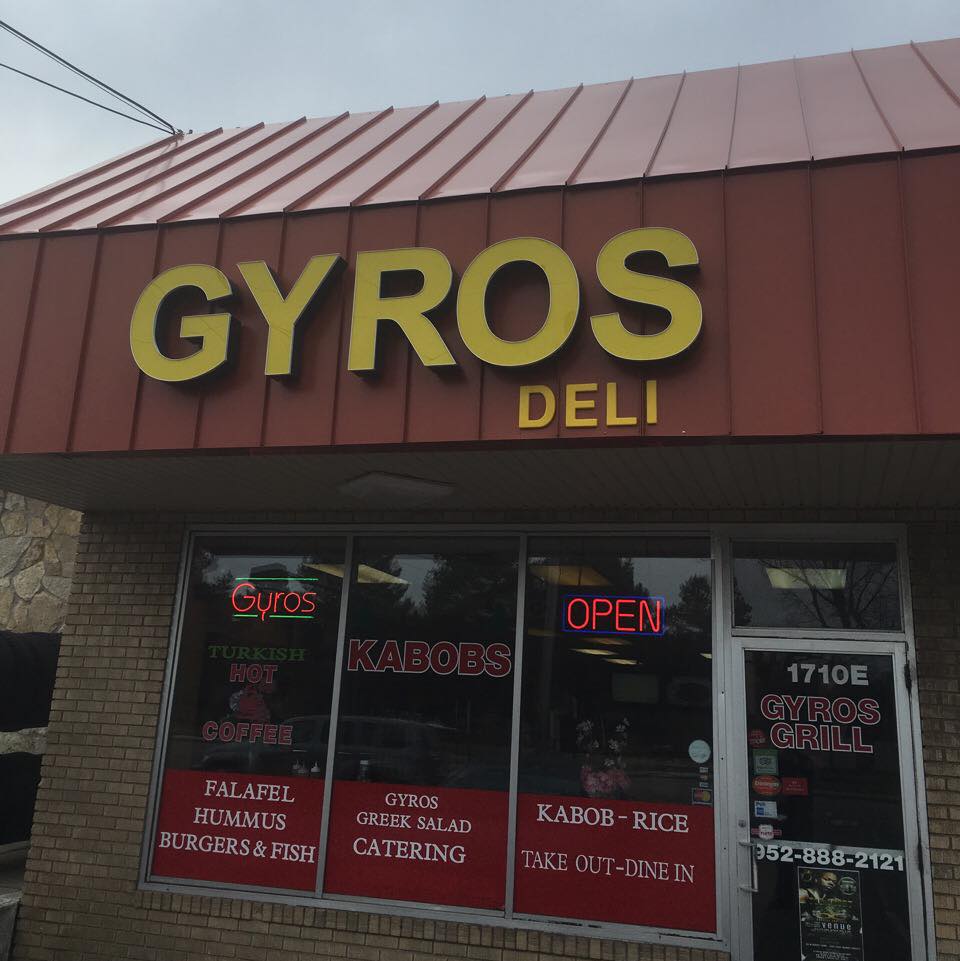 GYROS
DELI
Gyros
TURKISH
HOT
COFFEE
KABOBS
OPEN
1710E
GYROS
GRILL
FALAFEL
HUMMUS
BURGERS & FISH
GYROS
GREEK SALAD
CATERING
KABOB - RICE
TAKE OUT-DINE IN
952-888-2121
venue